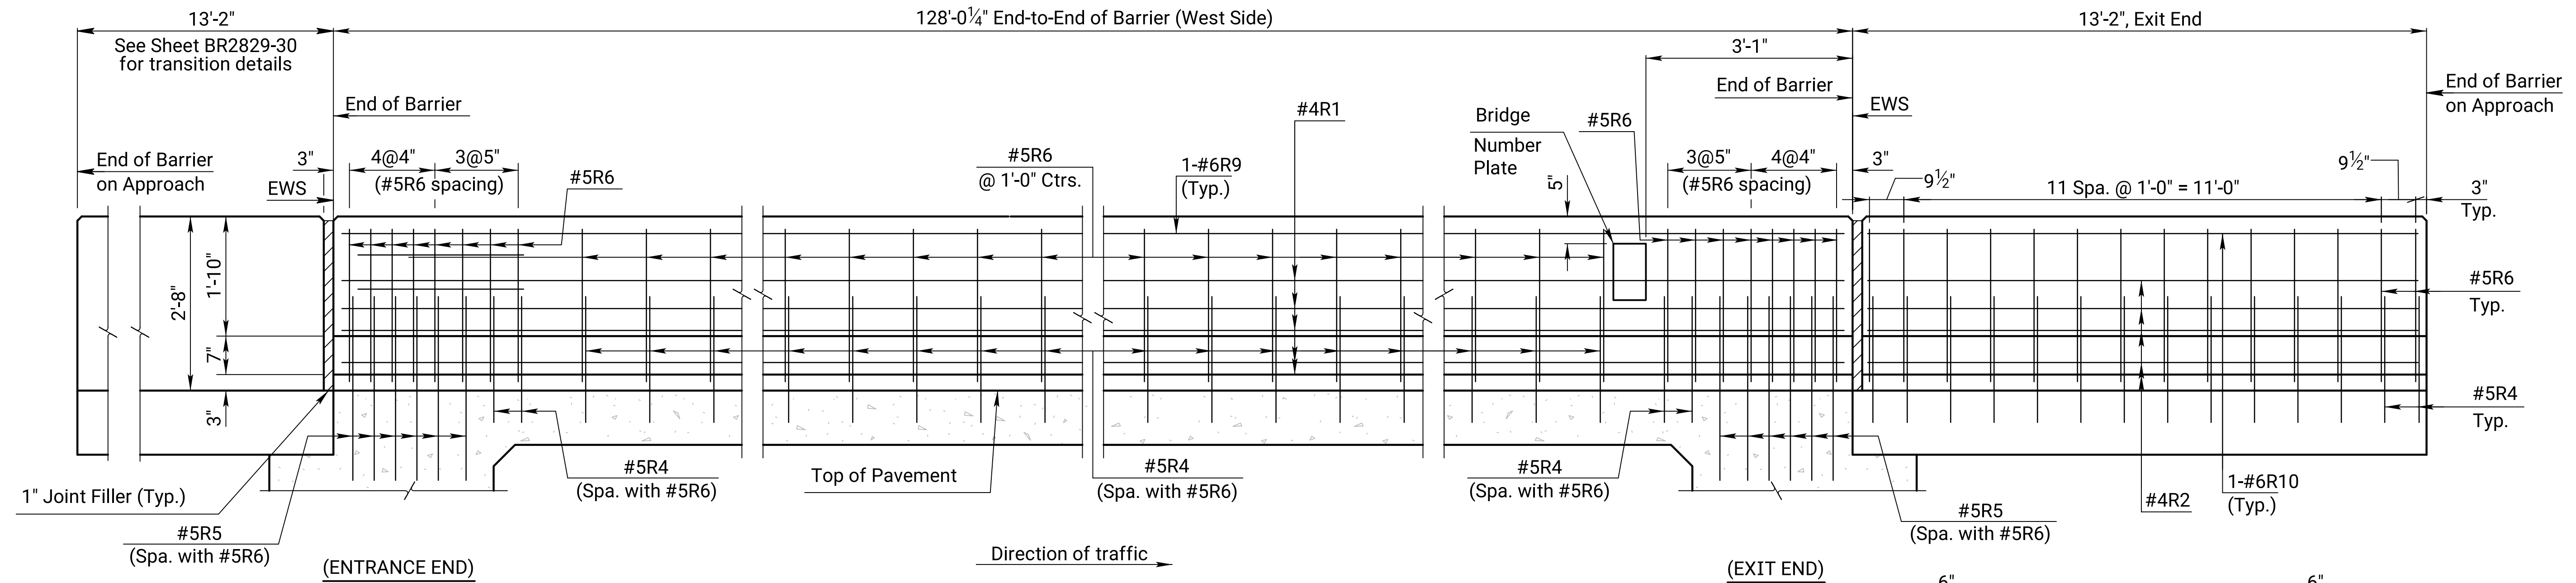 13'-2"
128'-0¼" End-to-End of Barrier (West Side)
13'-2", Exit End
See Sheet BR2829-30
for transition details
3'-1"
End of Barrier
End of Barrier
on Approach
End of Barrier
EWS
#4R1
Bridge
Number
Plate
#5R6
End of Barrier
on Approach
3"
EWS
4@4"
3@5"
(#5R6 spacing)
#5R6
#5R6
@ 1'-0" Ctrs.
1-#6R9
(Typ.)
5"
3@5"
4@4"
(#5R6 spacing)
3"
9½"
11 Spa. @ 1'-0" = 11'-0"
9½"
3"
Typ.
2'-8"
1'-10"
7"
3"
#5R6
Typ.
#5R4
Typ.
1" Joint Filler (Typ.)
#5R5
(Spa. with #5R6)
#5R4
(Spa. with #5R6)
Top of Pavement
#5R4
(Spa. with #5R6)
#5R4
(Spa. with #5R6)
#5R5
(Spa. with #5R6)
#4R2
1-#6R10
(Typ.)
(ENTRANCE END)
Direction of traffic
(EXIT END)
6"
6"